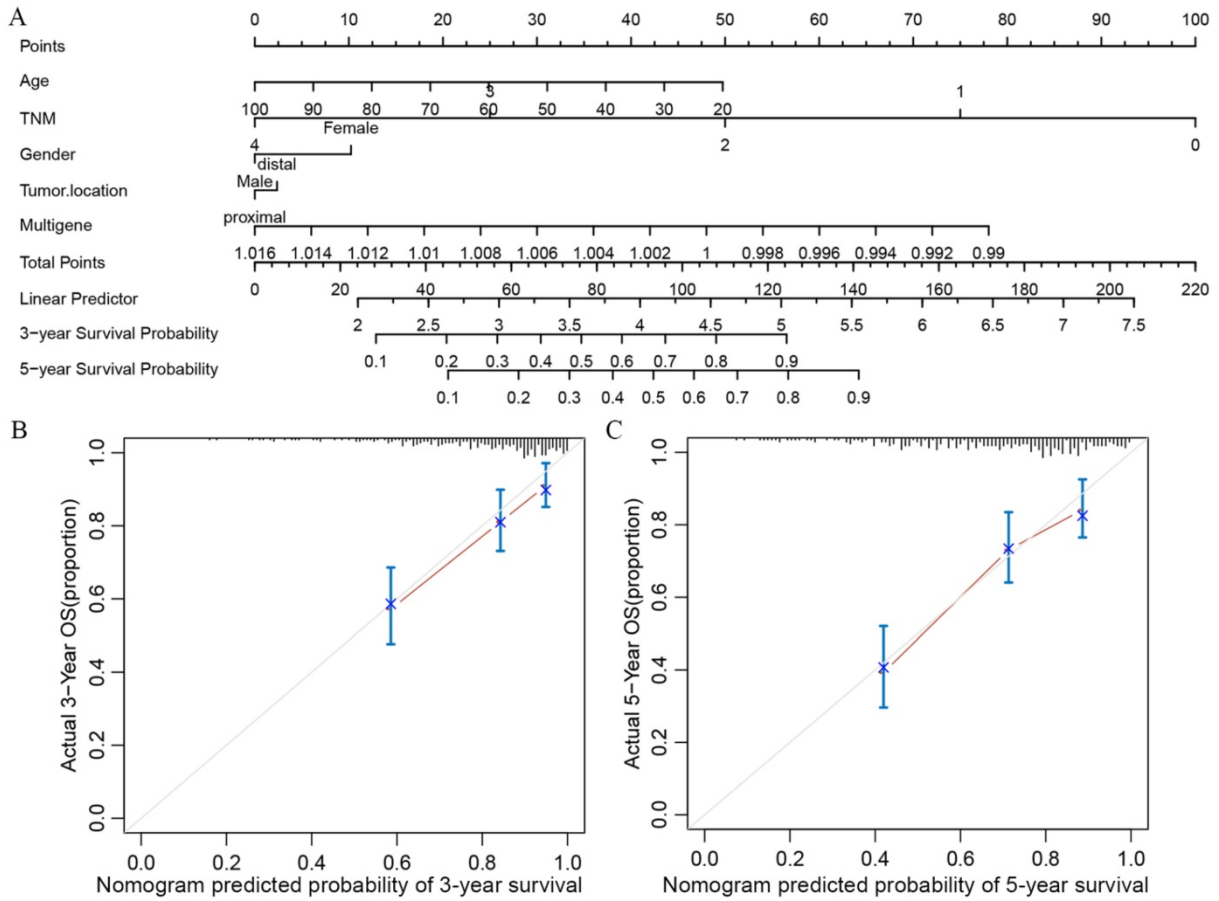 A
0 10 20 30 40 50 60 70 80 90 100
Points
Age
3 1
100 90 80 70 60 50 40 30 20
TNM
Female
Gender
4 2 0
distal
Tumor.location
Male
Multigene
proximal
1.016 1.014 1.012 1.01 1.008 1.006 1.004 1.002 1 0.998 0.996 0.994 0.992 0.99
Total Points
0 20 40 60 80 100 120 140 160 180 200 220
Linear Predictor
2 2.5 3 3.5 4 4.5 5 5.5 6 6.5 7 7.5
3−year Survival Probability
0.1 0.2 0.3 0.4 0.5 0.6 0.7 0.8 0.9
5−year Survival Probability
0.1 0.2 0.3 0.4 0.5 0.6 0.7 0.8 0.9
B
Actual 3−Year OS(proportion)
1.0
0.8
0.6
0.4
0.2
0.0
0.0 0.2 0.4 0.6 0.8 1.0
Nomogram predicted probability of 3-year survival
C
Actual 5−Year OS(proportion)
1.0
0.8
0.6
0.4
0.2
0.0
0.0 0.2 0.4 0.6 0.8 1.0
Nomogram predicted probability of 5-year survival